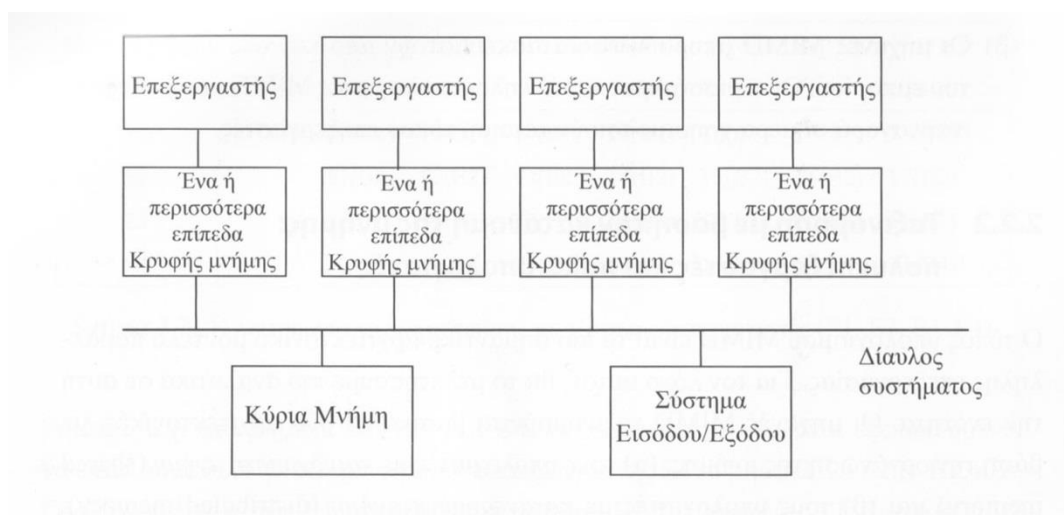 Επεξεργαστής Επεξεργαστής Επεξεργαστής Επεξεργαστής
Ένα ή
περισσότερα
επίπεδα
Κρυφής μνήμης
Ένα ή
περισσότερα
επίπεδα
Κρυφής μνήμης
Ένα ή
περισσότερα
επίπεδα
Κρυφής μνήμης
Ένα ή
περισσότερα
επίπεδα
Κρυφής μνήμης
Κύρια Μνήμη
Σύστημα
Εισόδου/Εξόδου
Δίαυλος
συστήματος